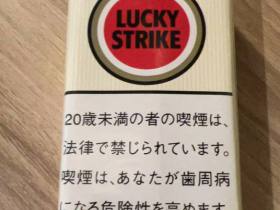 LUCKY
STRIKE
20歳未満の者の喫煙は、
法律で禁じられています。
喫煙は、あなたが歯周病
になる危険性を高めます。